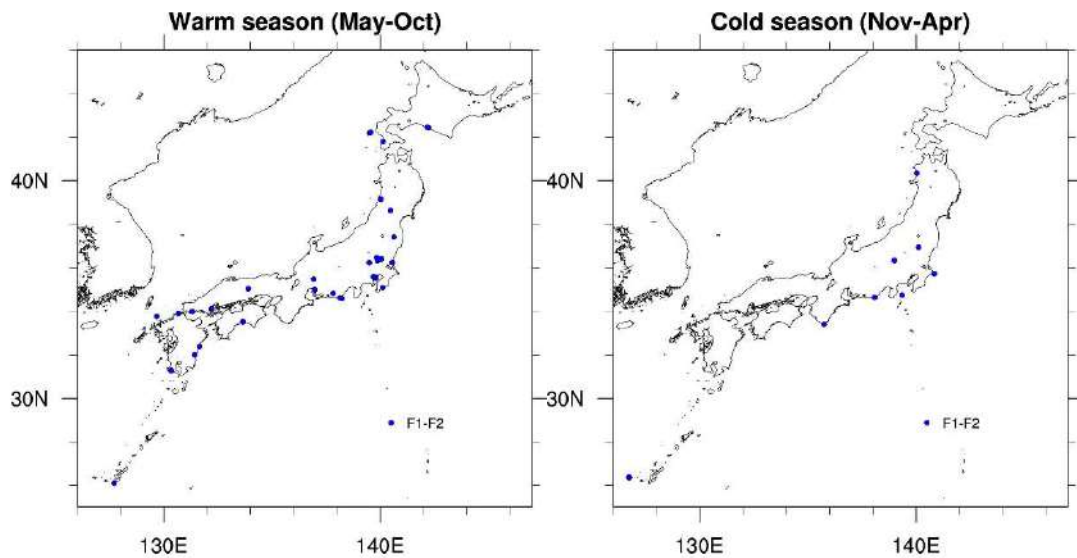 Warm season (May-Oct)
Cold season (Nov-Apr)
40N
40N
30N
30N
F1-F2
F1-F2
130E
140E
130E
140E